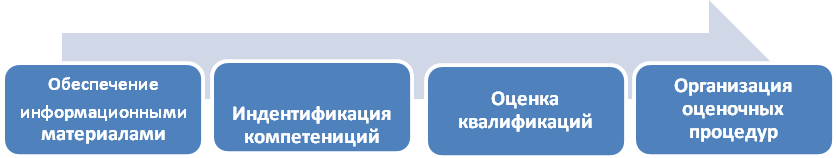 Обеспечение
информационными
материалами
Индентификация
компетениций
Оценка
квалификаций
Организация
оценочных
процедур